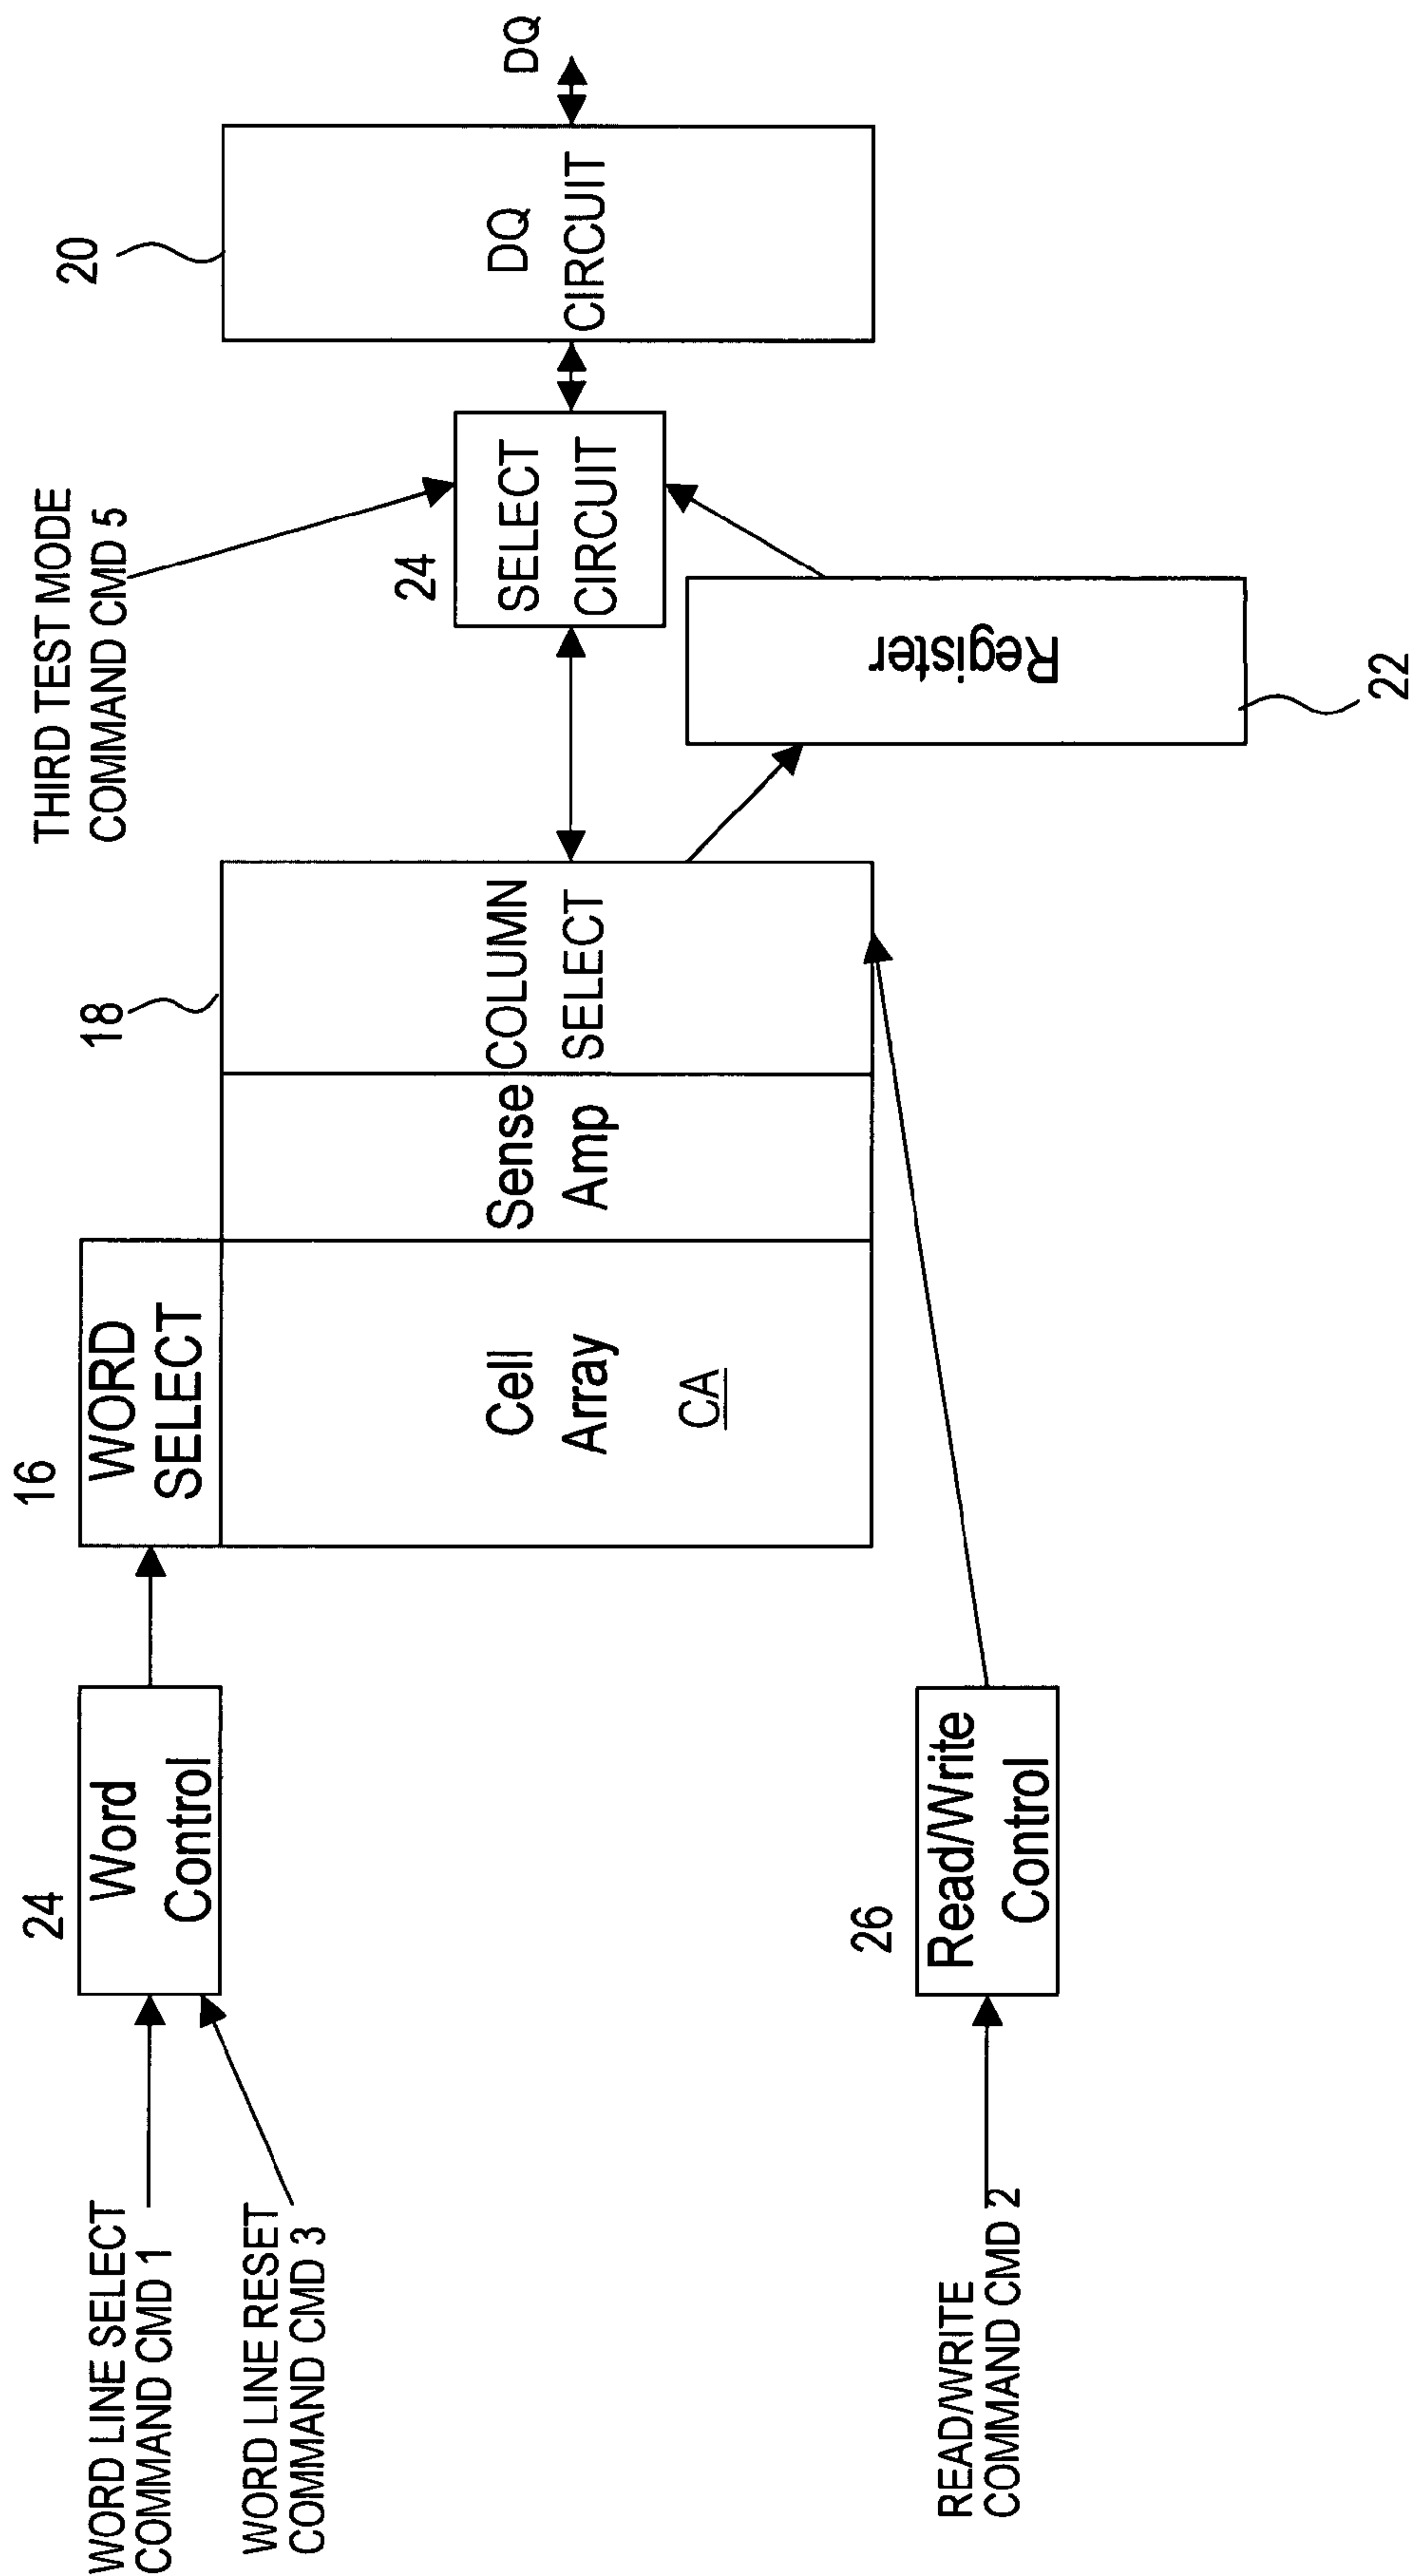 WORD LINE SELECT
COMMAND CMD 1
WORD LINE RESET
COMMAND CMD 3
24
Word
Control
16
WORD
SELECT
Cell
Array
CA
Sense
Amp
18
COLUMN
SELECT
THIRD TEST MODE
COMMAND CMD 5
24
SELECT
CIRCUIT
Register
22
20
DQ
CIRCUIT
DQ
READ/WRITE
COMMAND CMD 2
26
Read/Write
Control